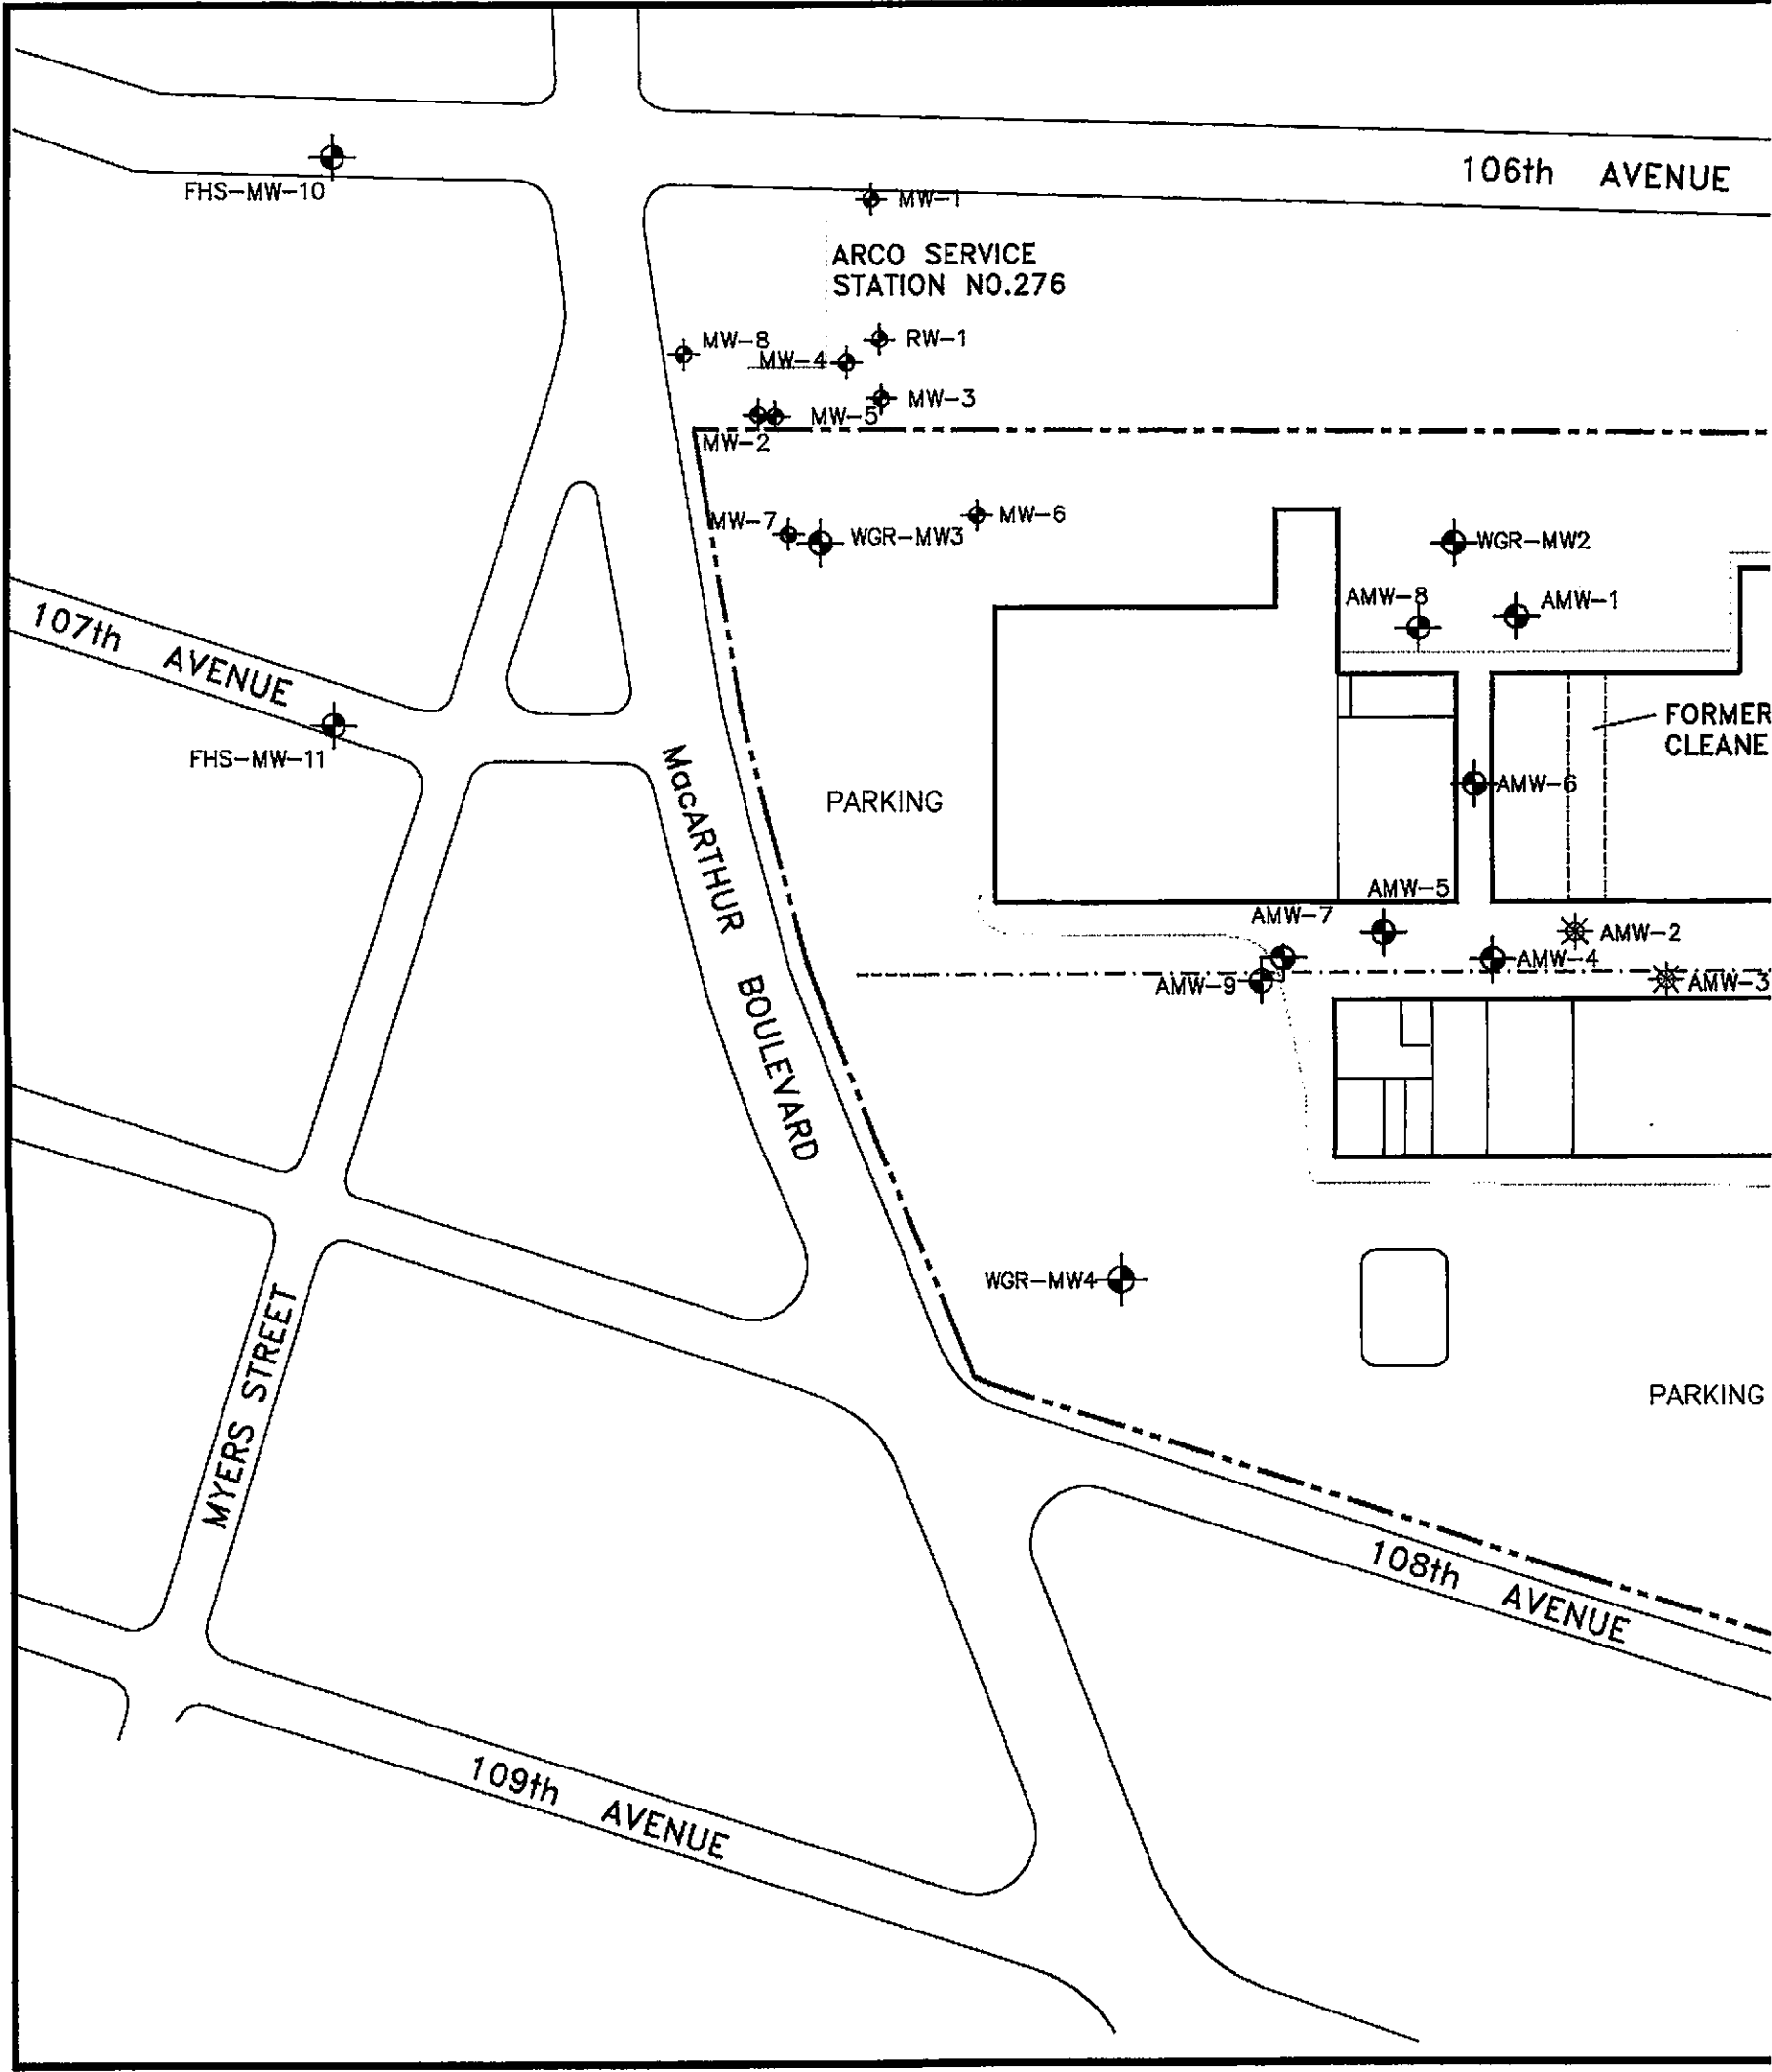 106th AVENUE
FHS-MW-10
MW-1
ARCO SERVICE
STATION NO.276
MW-8
RW-1
MW-4
MW-3
MW-5
MW-2
MW-7
WGR-MW3
MW-6
WGR-MW2
AMW-8
AMW-1
107th AVENUE
FORMER
CLEANE
FHS-MW-11
MacARTHUR BOULEVARD
PARKING
AMW-6
AMW-5
AMW-7
AMW-2
AMW-4
AMW-9
AMW-3
WGR-MW4
MYERS STREET
PARKING
108th AVENUE
109th AVENUE